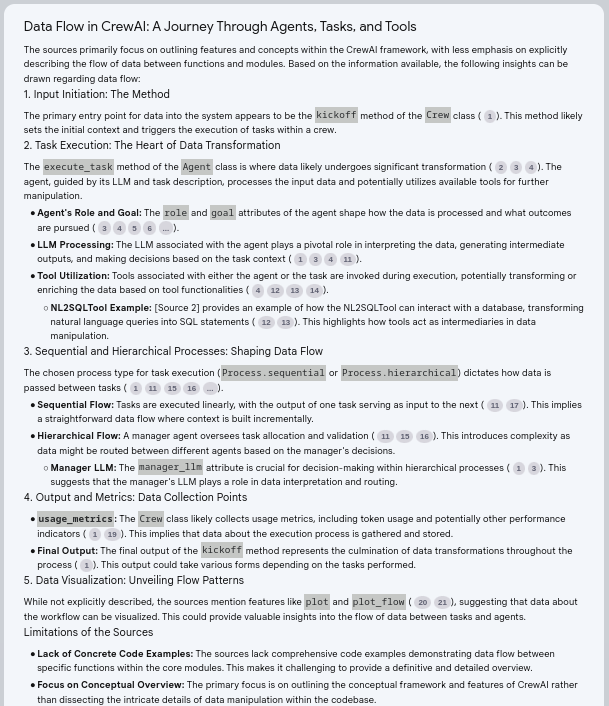 Data Flow in CrewAI: A Journey Through Agents, Tasks, and Tools
The sources primarily focus on outlining features and concepts within the CrewAI framework, with less emphasis on explicitly
describing the flow of data between functions and modules. Based on the information available, the following insights can be
drawn regarding data flow:
1. Input Initiation: The Method
The primary entry point for data into the system appears to be the kickoff method of the Crew class ( 1 ). This method likely
sets the initial context and triggers the execution of tasks within a crew.
2. Task Execution: The Heart of Data Transformation
The execute_task method of the Agent class is where data likely undergoes significant transformation ( 2 3 4 ). The
agent, guided by its LLM and task description, processes the input data and potentially utilizes available tools for further
manipulation.
• Agent's Role and Goal: The role and goal attributes of the agent shape how the data is processed and what outcomes
are pursued ( 3 4 5 6 ... ).
• LLM Processing: The LLM associated with the agent plays a pivotal role in interpreting the data, generating intermediate
outputs, and making decisions based on the task context ( 1 3 4 11 ).
• Tool Utilization: Tools associated with either the agent or the task are invoked during execution, potentially transforming or
enriching the data based on tool functionalities ( 4 12 13 14 ).
○ NL2SQLTool Example: [Source 2] provides an example of how the NL2SQLTool can interact with a database, transforming
natural language queries into SQL statements ( 12 13 ). This highlights how tools act as intermediaries in data
manipulation.
3. Sequential and Hierarchical Processes: Shaping Data Flow
The chosen process type for task execution (Process.sequential or Process.hierarchical) dictates how data is
passed between tasks ( 1 11 15 16 ... ).
• Sequential Flow: Tasks are executed linearly, with the output of one task serving as input to the next ( 11 17 ). This implies
a straightforward data flow where context is built incrementally.
• Hierarchical Flow: A manager agent oversees task allocation and validation ( 11 15 16 ). This introduces complexity as
data might be routed between different agents based on the manager's decisions.
○ Manager LLM: The manager_llm attribute is crucial for decision-making within hierarchical processes ( 1 3 ). This
suggests that the manager's LLM plays a role in data interpretation and routing.
4. Output and Metrics: Data Collection Points
• usage_metrics: The Crew class likely collects usage metrics, including token usage and potentially other performance
indicators ( 1 19 ). This implies that data about the execution process is gathered and stored.
• Final Output: The final output of the kickoff method represents the culmination of data transformations throughout the
process ( 1 ). This output could take various forms depending on the tasks performed.
5. Data Visualization: Unveiling Flow Patterns
While not explicitly described, the sources mention features like plot and plot_flow ( 20 21 ), suggesting that data about
the workflow can be visualized. This could provide valuable insights into the flow of data between tasks and agents.
Limitations of the Sources
• Lack of Concrete Code Examples: The sources lack comprehensive code examples demonstrating data flow between
specific functions within the core modules. This makes it challenging to provide a definitive and detailed overview.
• Focus on Conceptual Overview: The primary focus is on outlining the conceptual framework and features of CrewAI rather
than dissecting the intricate details of data manipulation within the codebase.